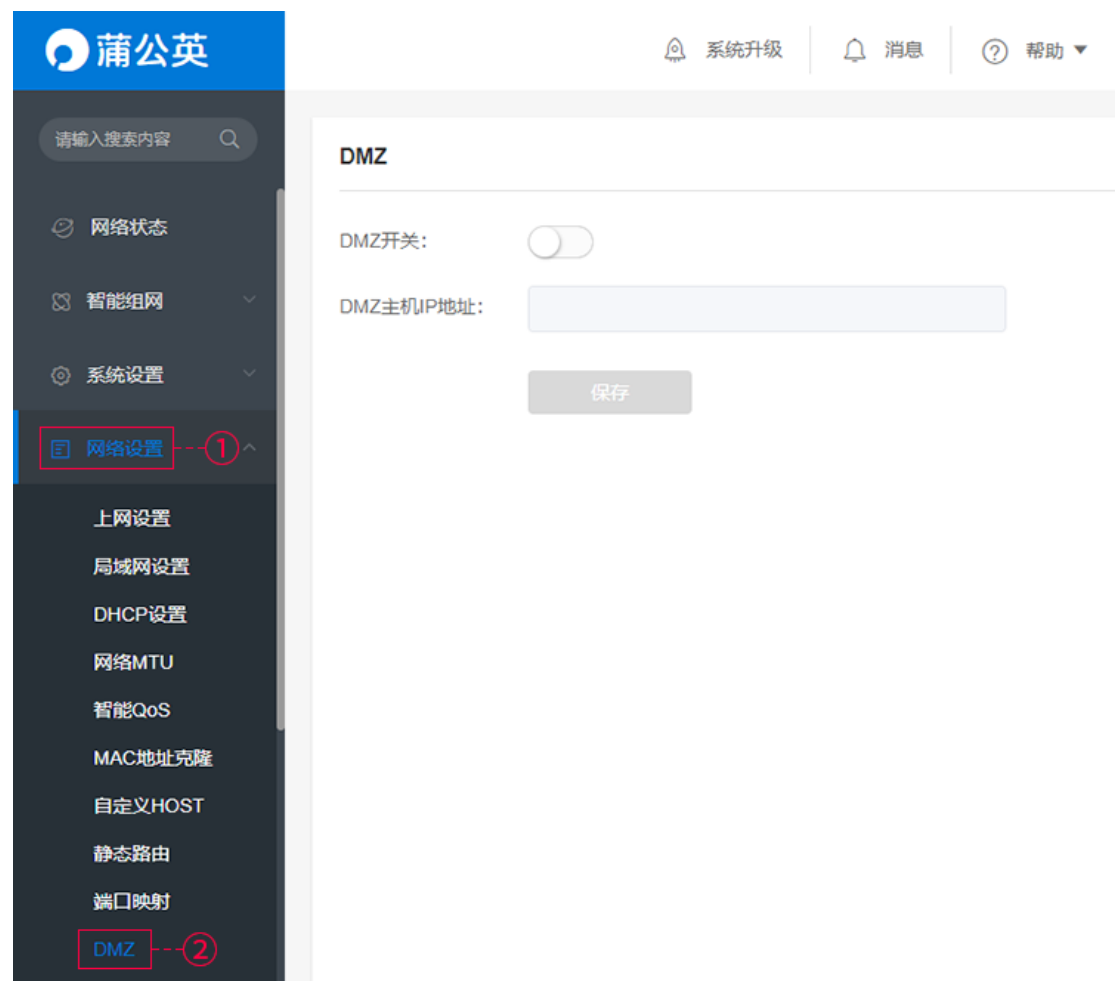 蒲公英
系统升级 消息 帮助
请输入搜索内容
DMZ
网络状态
DMZ开关：
智能组网
DMZ主机IP地址：
系统设置
保存
网络设置 ①
上网设置
局域网设置
DHCP设置
网络MTU
智能QoS
MAC地址克隆
自定义HOST
静态路由
端口映射
DMZ ②